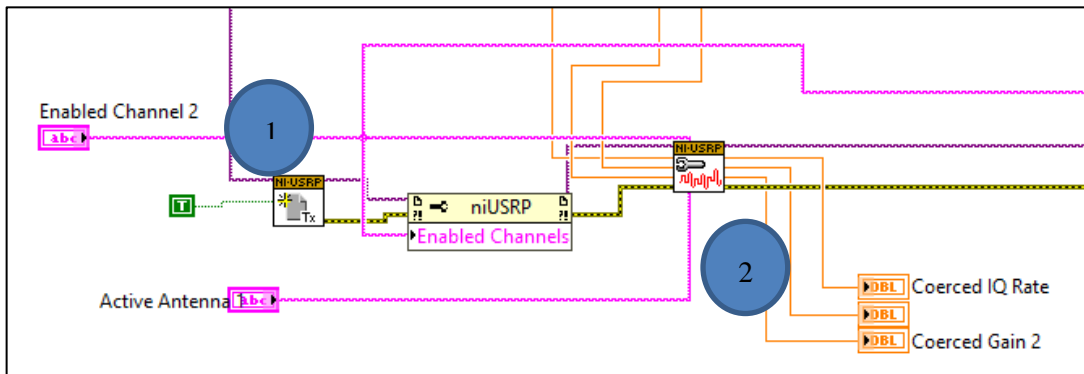 Enabled Channel 2
abc
1
NI-USRP
T
Tx
niUSRP
Enabled Channels
NI-USRP
Active Antenna
abc
2
DBL
Coerced IQ Rate
DBL
DBL
Coerced Gain 2